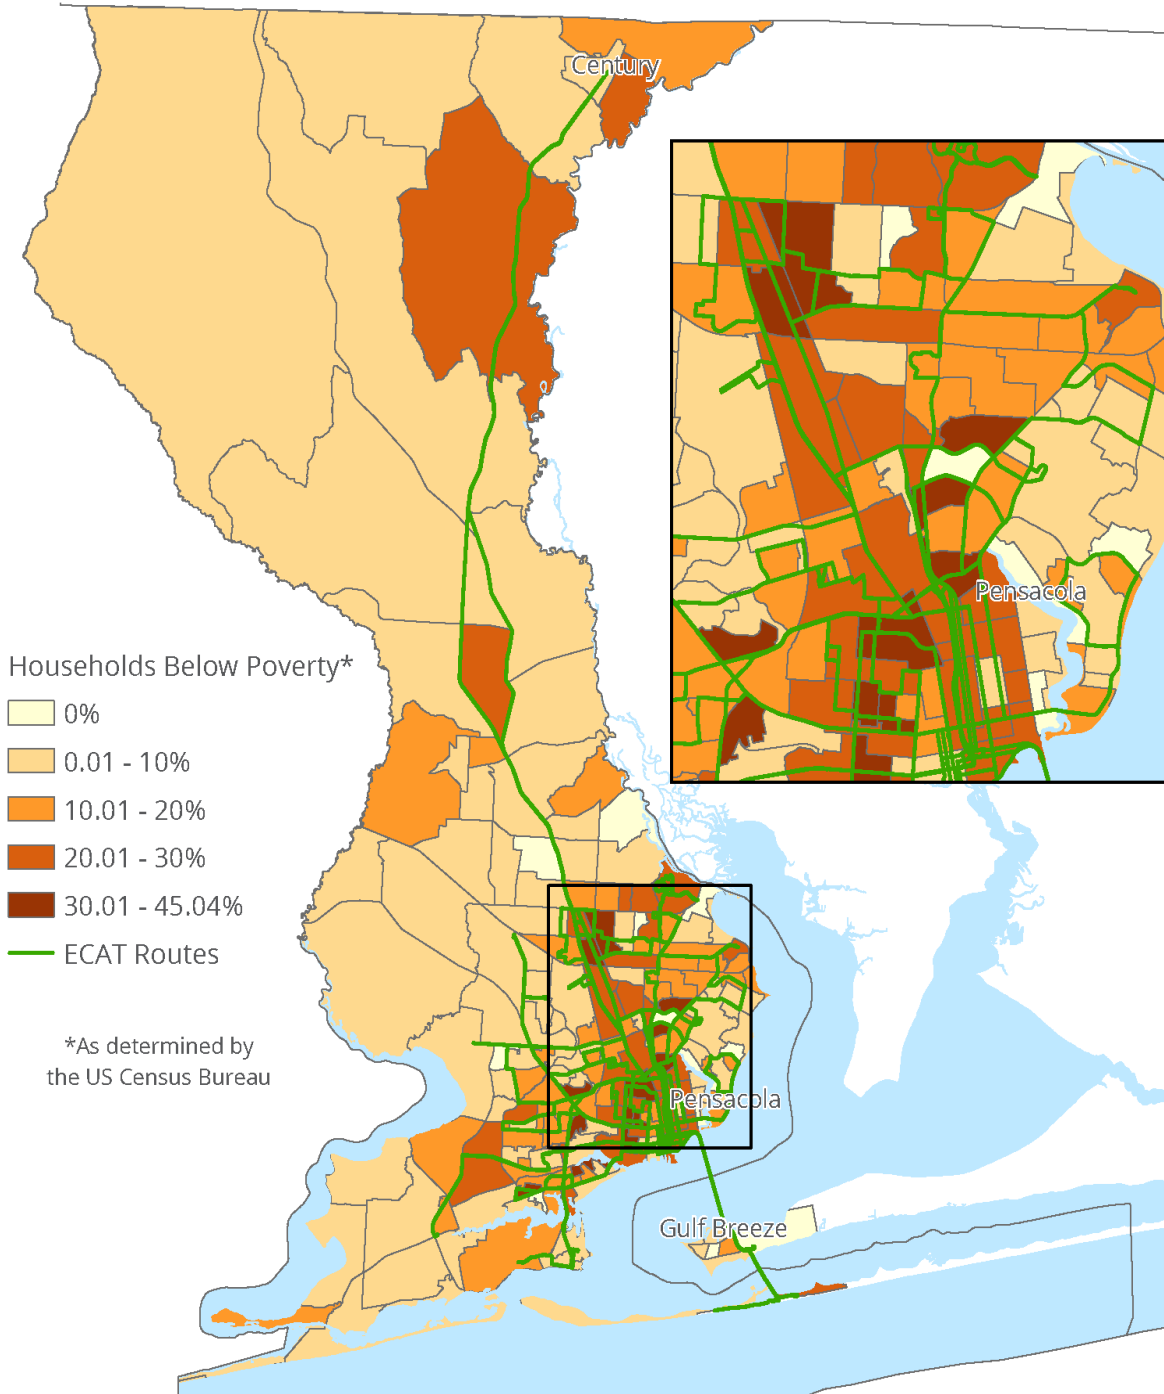 Century
Pensacola
Households Below Poverty*
0%
0.01 - 10%
10.01 - 20%
20.01 - 30%
30.01 - 45.04%
ECAT Routes
*As determined by
the US Census Bureau
Pensacola
Gulf Breeze